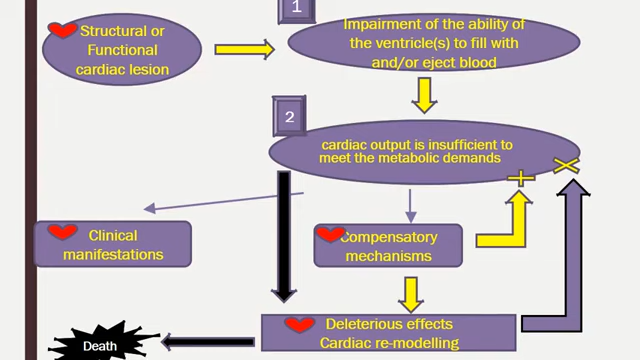 1
Structural or
Functional
cardiac lesion
Impairment of the ability of
the ventricle(s) to fill with
and/or eject blood
2
cardiac output is insufficient to
meet the metabolic demands
Clinical
manifestations
Compensatory
mechanisms
Deleterious effects
Cardiac re-modelling
Death